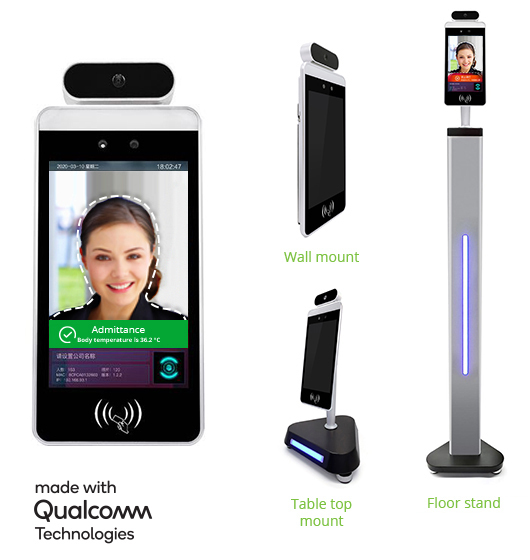 2020-03-10 星期二 18:02:47
Admittance
Body temperature is 36.2 °C
请设置公司名称
made with
Qualcomm
Technologies
Wall mount
Table top
mount
Floor stand